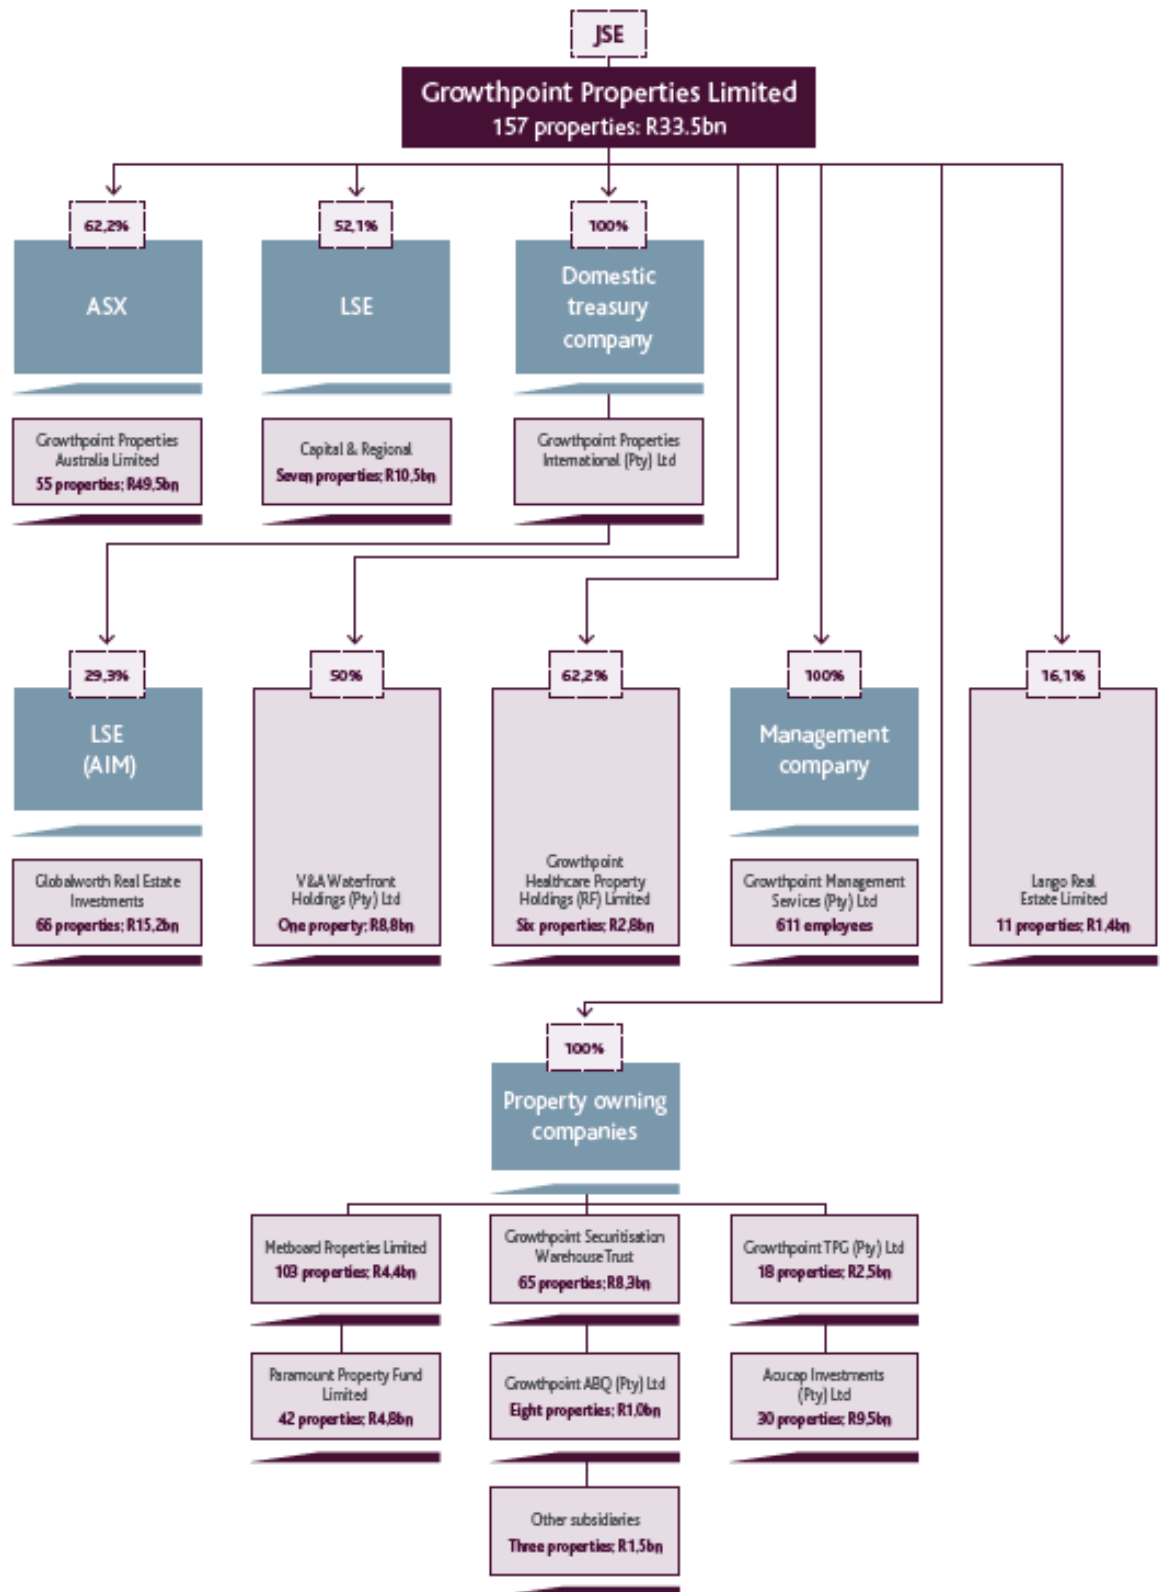 JSE
Growthpoint Properties Limited
157 properties: R33.5bn
62,2%
ASX
Growthpoint Properties
Australia Limited
55 properties; R49,5bn
52,1%
LSE
Capital & Regional
Seven properties; R10,5bn
100%
Domestic
treasury
company
Growthpoint Properties
International (Pty) Ltd
29,3%
LSE
(AIM)
Globalworth Real Estate
Investments
66 properties; R15,2bn
50%
V&A Waterfront
Holdings (Pty) Ltd
One property; R8,8bn
62,2%
Growthpoint
Healthcare Property
Holdings (RF) Limited
Six properties; R2,8bn
100%
Management
company
Growthpoint Management
Services (Pty) Ltd
611 employees
16,1%
Lango Real
Estate Limited
11 properties; R1,4bn
100%
Property owning
companies
Metboard Properties Limited
103 properties; R4,4bn
Growthpoint Securitisation
Warehouse Trust
65 properties; R8,3bn
Growthpoint TPG (Pty) Ltd
18 properties; R2,5bn
Paramount Property Fund
Limited
42 properties; R4,8bn
Growthpoint ABQ (Pty) Ltd
Eight properties; R1,0bn
Acucap Investments
(Pty) Ltd
30 properties; R9,5bn
Other subsidiaries
Three properties; R1,5bn